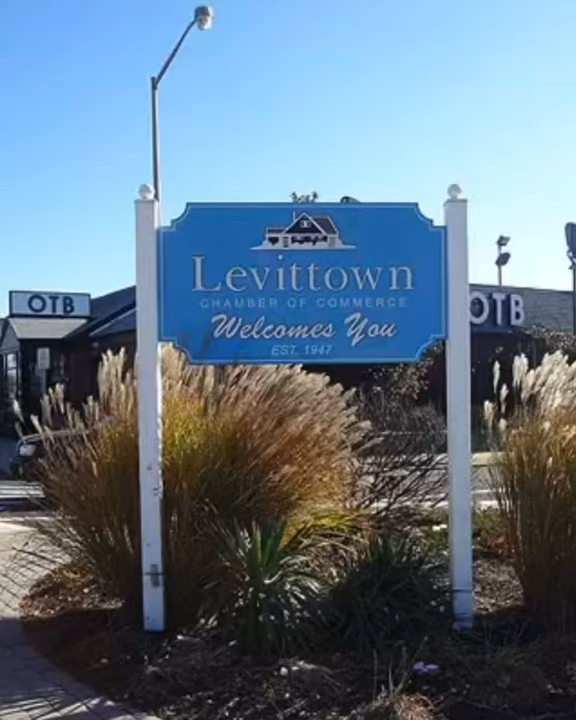 OTB
Levittown
CHAMBER OF COMMERCE
Welcomes You
EST. 1947
OTB